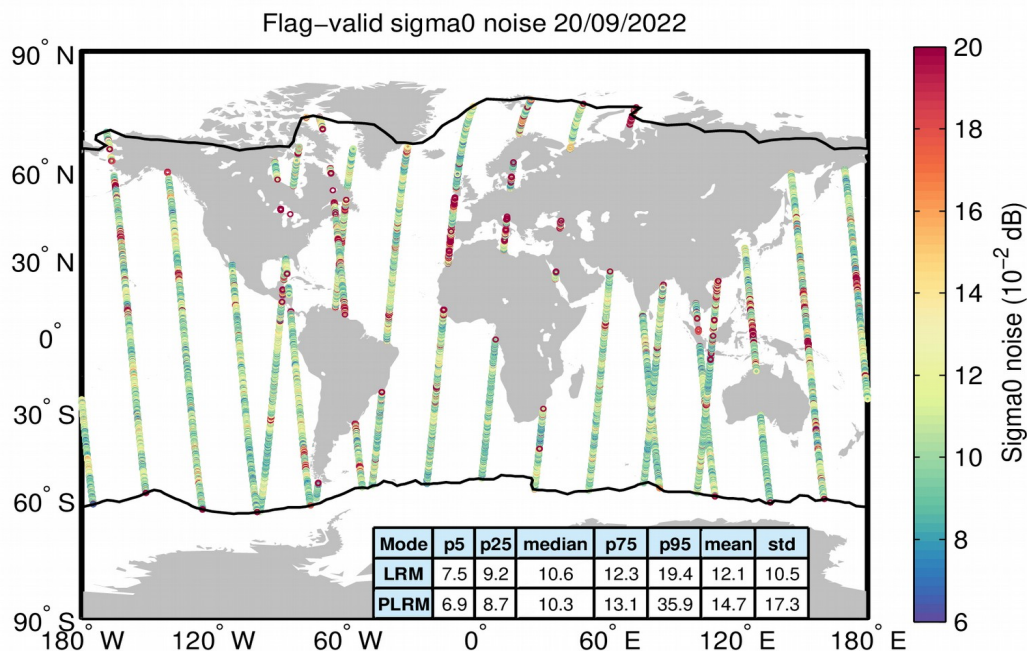 Flag-valid sigma0 noise 20/09/2022
90° N
60° N
30° N
0°
30° S
60° S
90° S
180° W
120° W
60° W
0°
60° E
120° E
180° E
Mode p5 p25 median p75 p95 mean std
LRM 7.5 9.2 10.6 12.3 19.4 12.1 10.5
PLRM 6.9 8.7 10.3 13.1 35.9 14.7 17.3
20
18
16
14
12
10
8
6
Sigma0 noise (10⁻² dB)